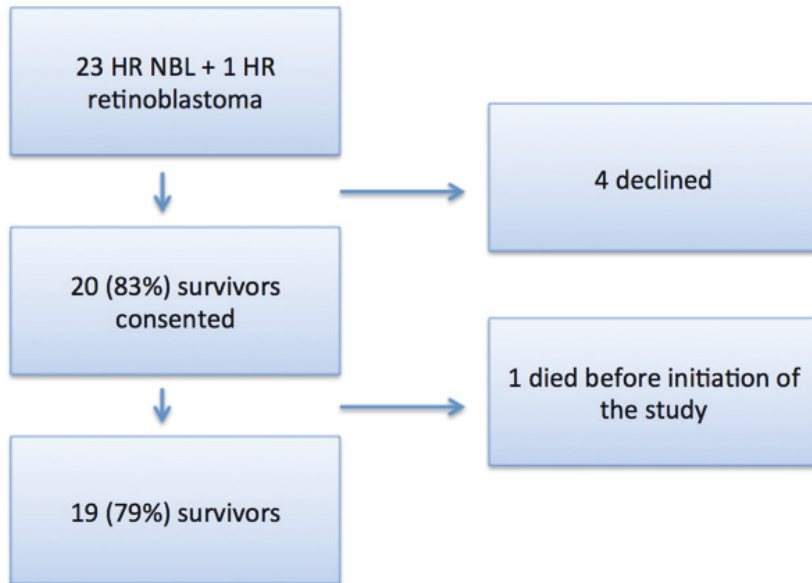 23 HR NBL + 1 HR
retinoblastoma
4 declined
20 (83%) survivors
consented
1 died before initiation of
the study
19 (79%) survivors